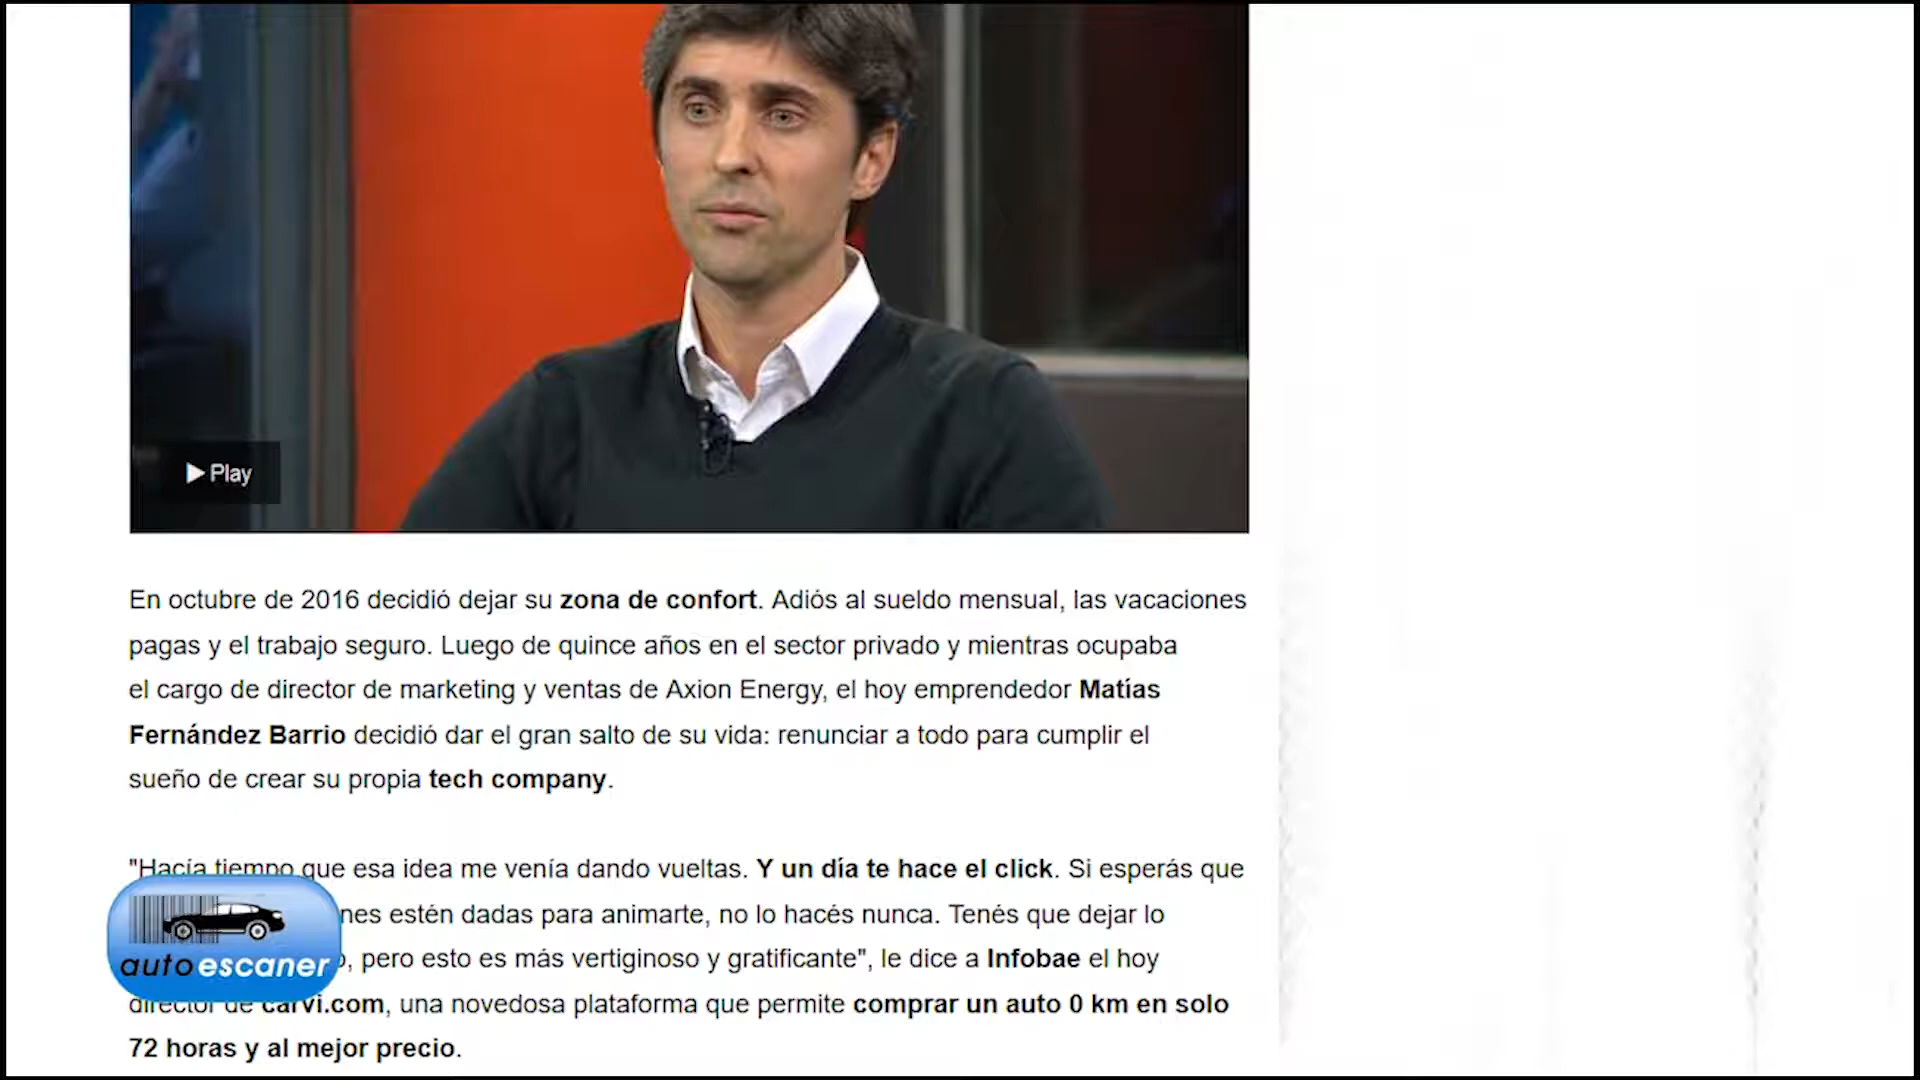 Play
En octubre de 2016 decidió dejar su zona de confort. Adiós al sueldo mensual, las vacaciones
pagas y el trabajo seguro. Luego de quince años en el sector privado y mientras ocupaba
el cargo de director de marketing y ventas de Axion Energy, el hoy emprendedor Matías
Fernández Barrio decidió dar el gran salto de su vida: renunciar a todo para cumplir el
sueño de crear su propia tech company.
"Hacía tiempo que esa idea me venía dando vueltas. Y un día te hace el click. Si esperás que
nes estén dadas para animarte, no lo hacés nunca. Tenés que dejar lo
, pero esto es más vertiginoso y gratificante", le dice a Infobae el hoy
director de carvi.com, una novedosa plataforma que permite comprar un auto 0 km en solo
72 horas y al mejor precio.
autoescaner